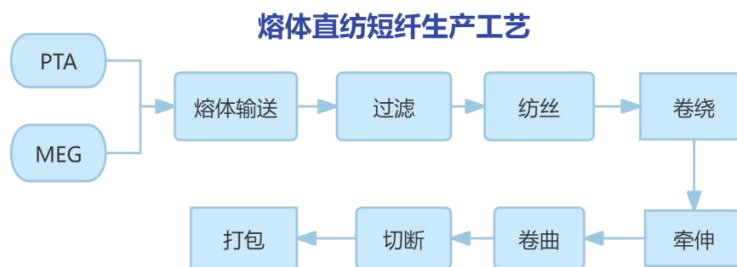 熔体直纺短纤生产工艺
PTA
MEG
熔体输送
过滤
纺丝
卷绕
牵伸
卷曲
切断
打包